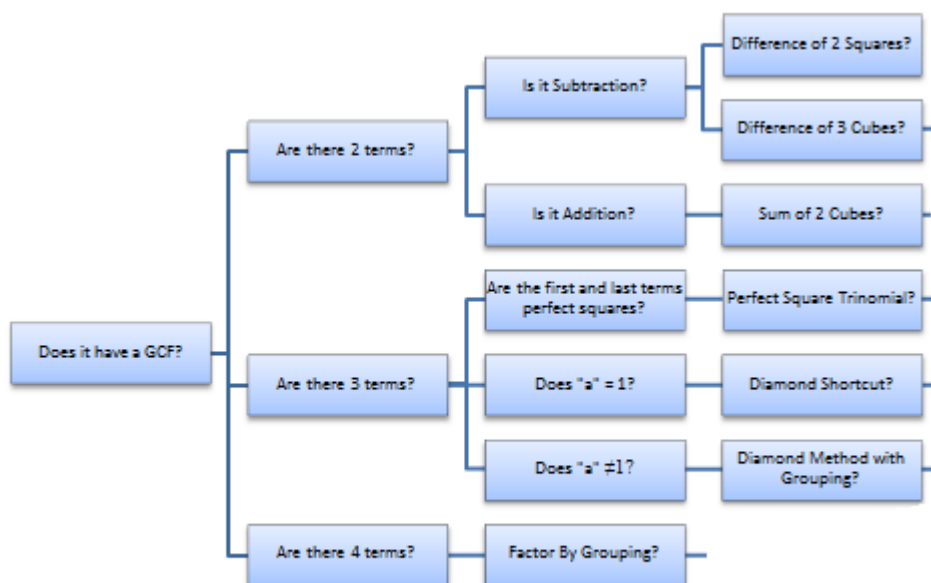 Does it have a GCF?
Are there 2 terms?
Is it Subtraction?
Difference of 2 Squares?
Difference of 3 Cubes?
Is it Addition?
Sum of 2 Cubes?
Are there 3 terms?
Are the first and last terms
perfect squares?
Perfect Square Trinomial?
Does "a" = 1?
Diamond Shortcut?
Does "a" ≠1?
Diamond Method with
Grouping?
Are there 4 terms?
Factor By Grouping?